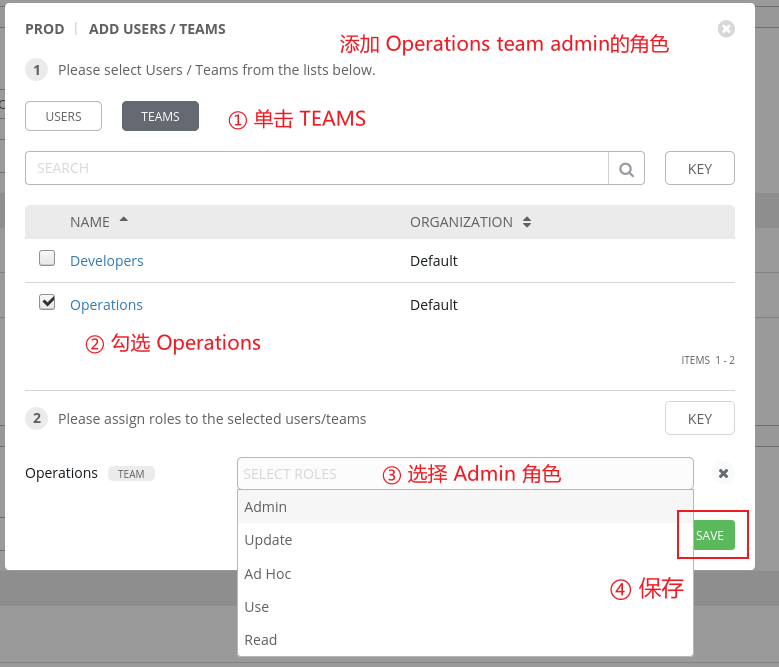 PROD | ADD USERS / TEAMS
添加 Operations team admin的角色
1 Please select Users / Teams from the lists below.
USERS TEAMS ① 单击 TEAMS
SEARCH KEY
NAME ORGANIZATION
Developers Default
Operations Default
② 勾选 Operations
ITEMS 1 - 2
2 Please assign roles to the selected users/teams KEY
Operations TEAM SELECT ROLES ③ 选择 Admin 角色
Admin
Update SAVE
Ad Hoc
④ 保存
Use
Read